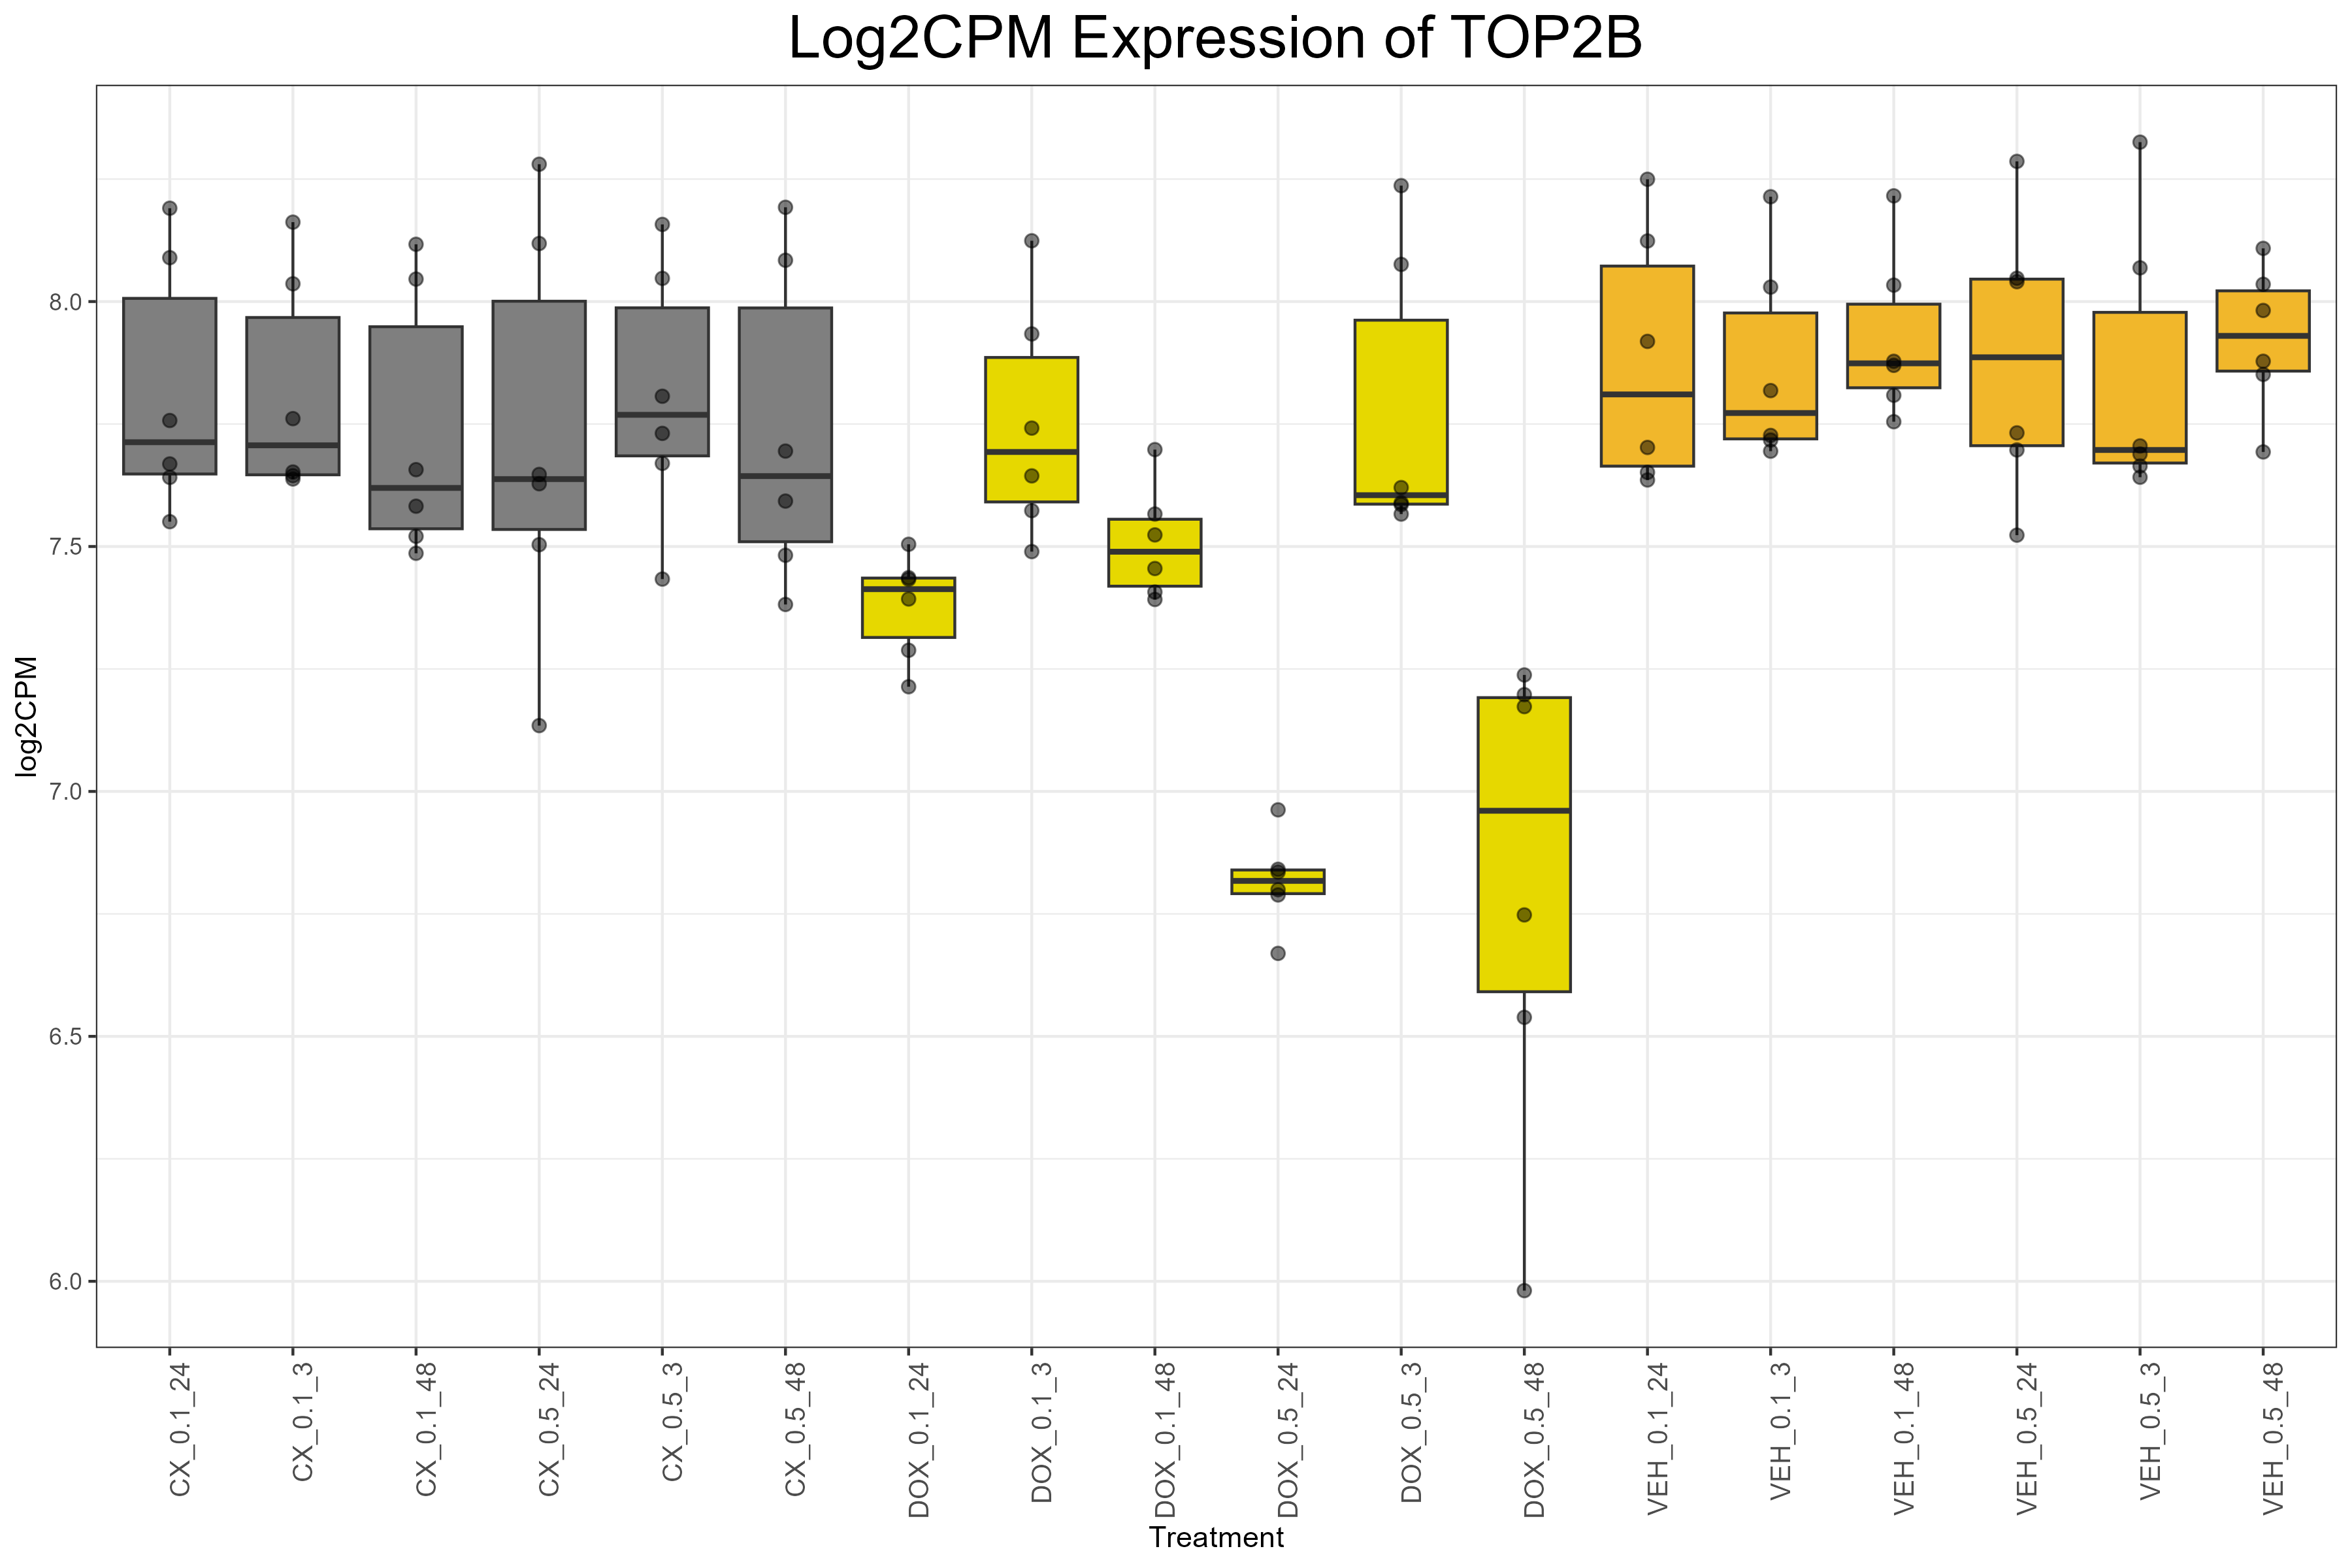 Log2CPM Expression of TOP2B
log2CPM
8.0
7.5
7.0
6.5
6.0
CX_0.1_24
CX_0.1_3
CX_0.1_48
CX_0.5_24
CX_0.5_3
CX_0.5_48
DOX_0.1_24
DOX_0.1_3
DOX_0.1_48
DOX_0.5_24
DOX_0.5_3
DOX_0.5_48
VEH_0.1_24
VEH_0.1_3
VEH_0.1_48
VEH_0.5_24
VEH_0.5_3
VEH_0.5_48
Treatment